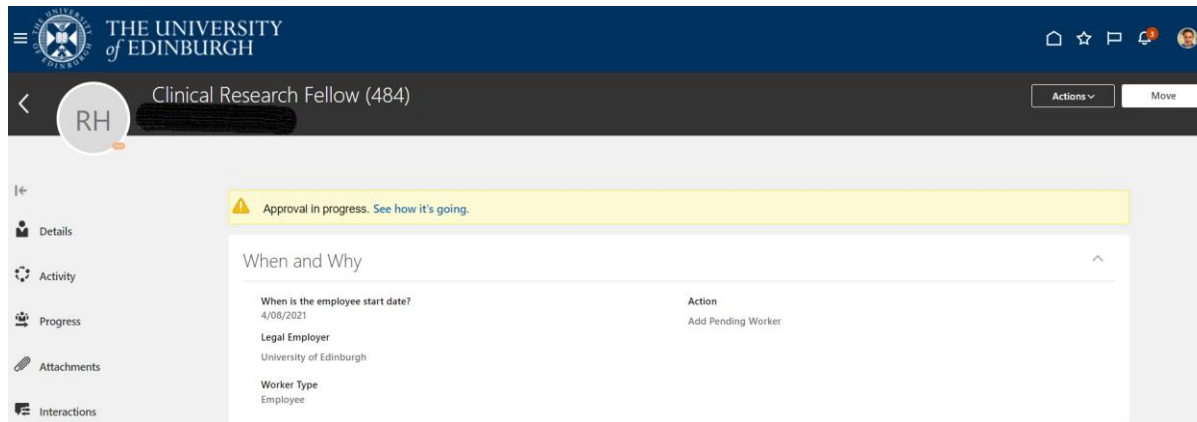 THE UNIVERSITY
of EDINBURGH
3
Clinical Research Fellow (484)
Actions
Move
RH
Approval in progress. See how it's going.
Details
When and Why
Activity
When is the employee start date?
Action
4/08/2021
Add Pending Worker
Progress
Legal Employer
University of Edinburgh
Attachments
Worker Type
Employee
Interactions